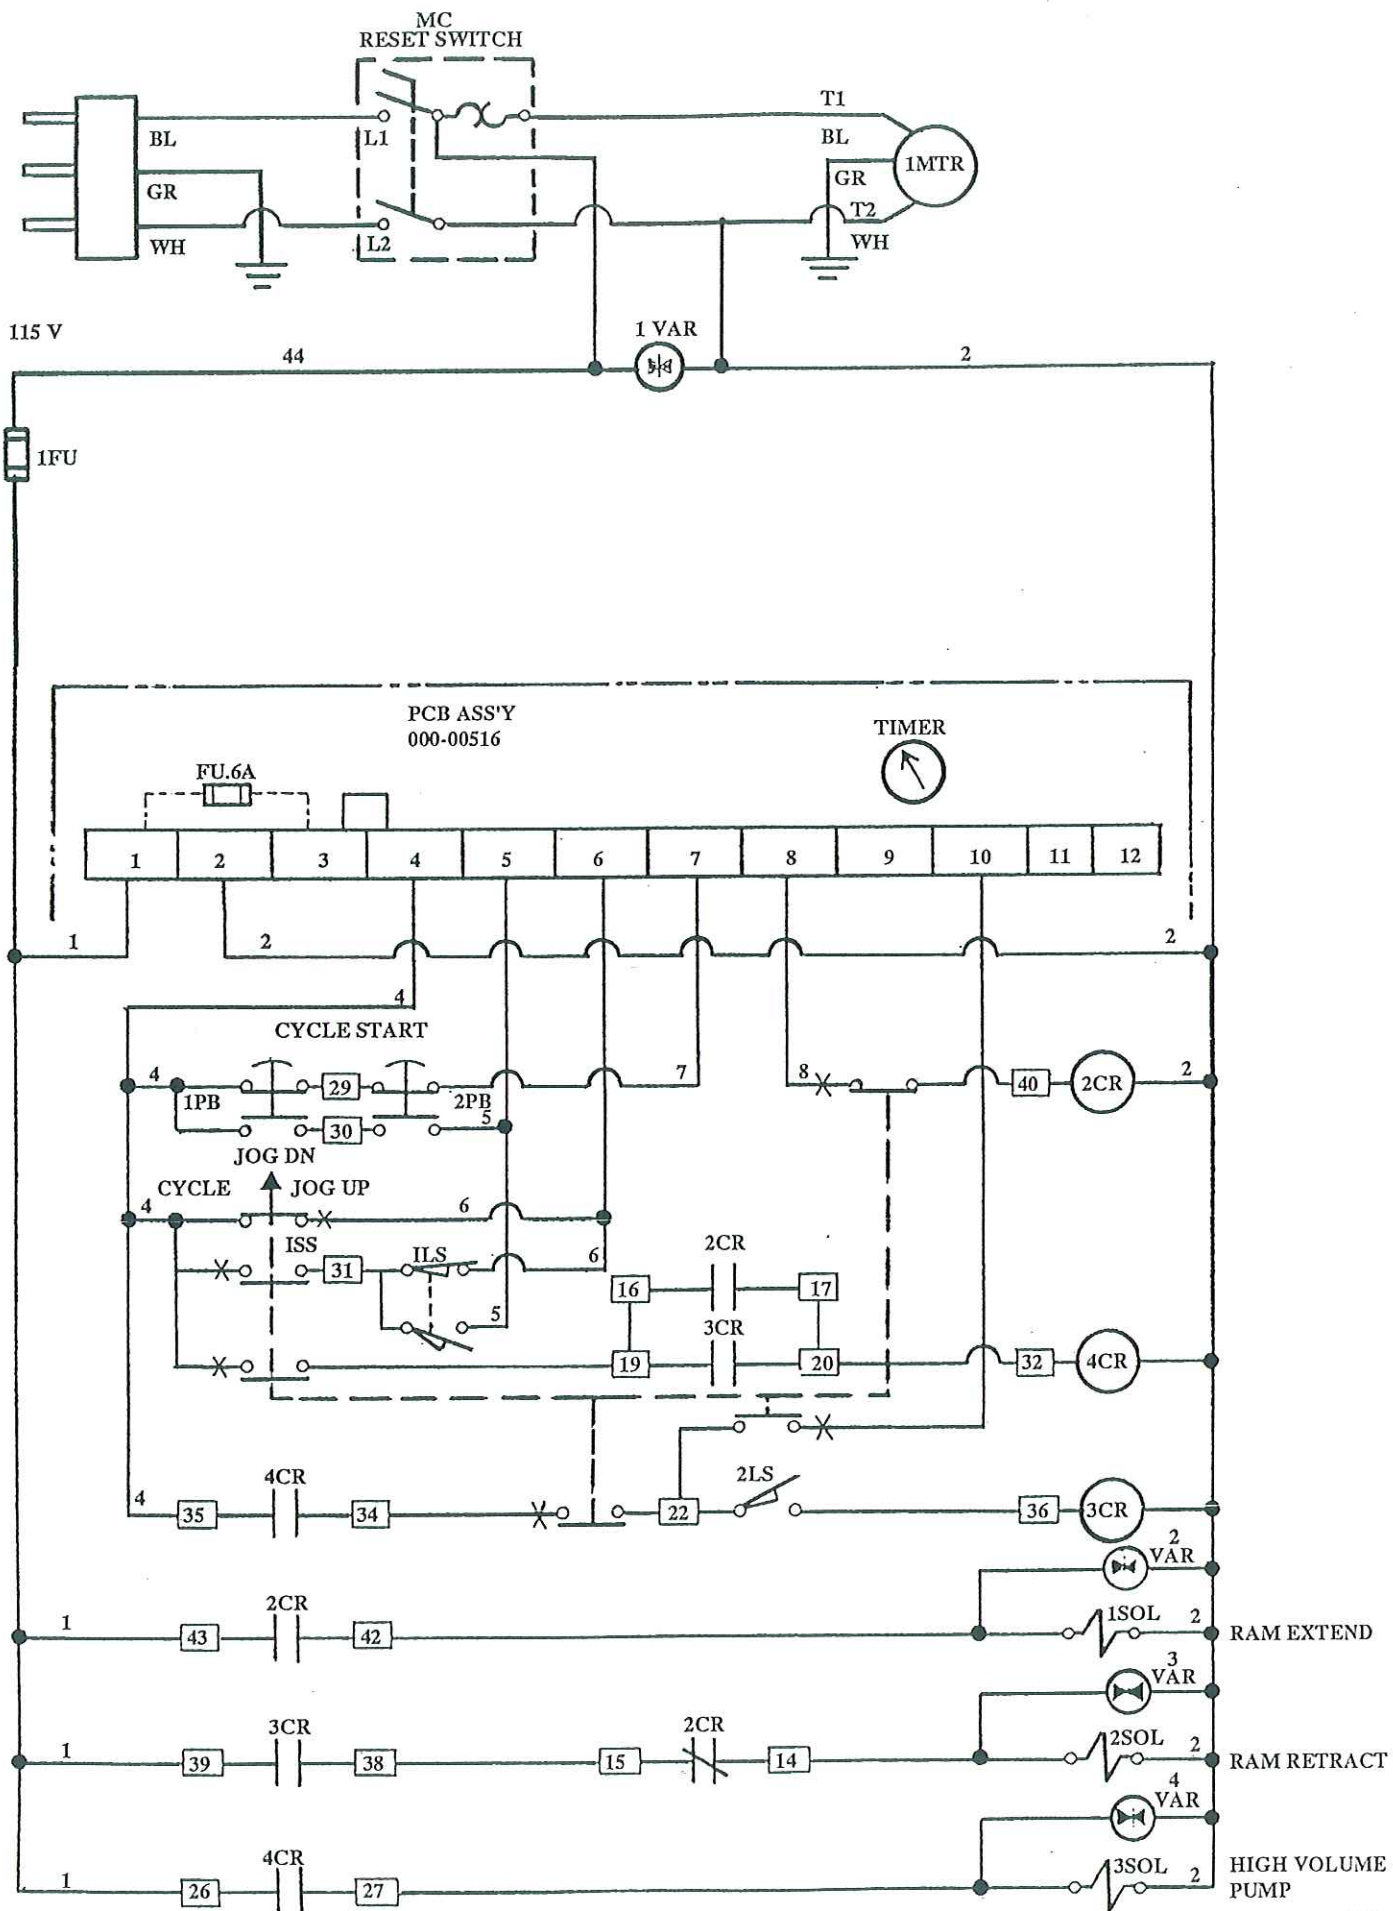 MC
RESET SWITCH
T1
BL
L1
BL
1MTR
GR
GR
T2
WH
L2
WH
115 V
1 VAR
44
2
1FU
PCB ASS'Y
000-00516
TIMER
FU.6A
1 2 3 4 5 6 7 8 9 10 11 12
1
2
2
4
CYCLE START
4
7
8
2
1PB
29
2PB
40
2CR
5
30
JOG DN
CYCLE
JOG UP
4
6
ISS
31
ILS
6
2CR
16
17
5
3CR
19
20
32
4CR
4CR
2LS
4
35
34
22
36
3CR
2
VAR
2CR
1
43
42
1SOL
2
RAM EXTEND
3
VAR
3CR
2CR
1
39
38
15
14
2SOL
2
RAM RETRACT
4
VAR
4CR
1
26
27
3SOL
2
HIGH VOLUME
PUMP